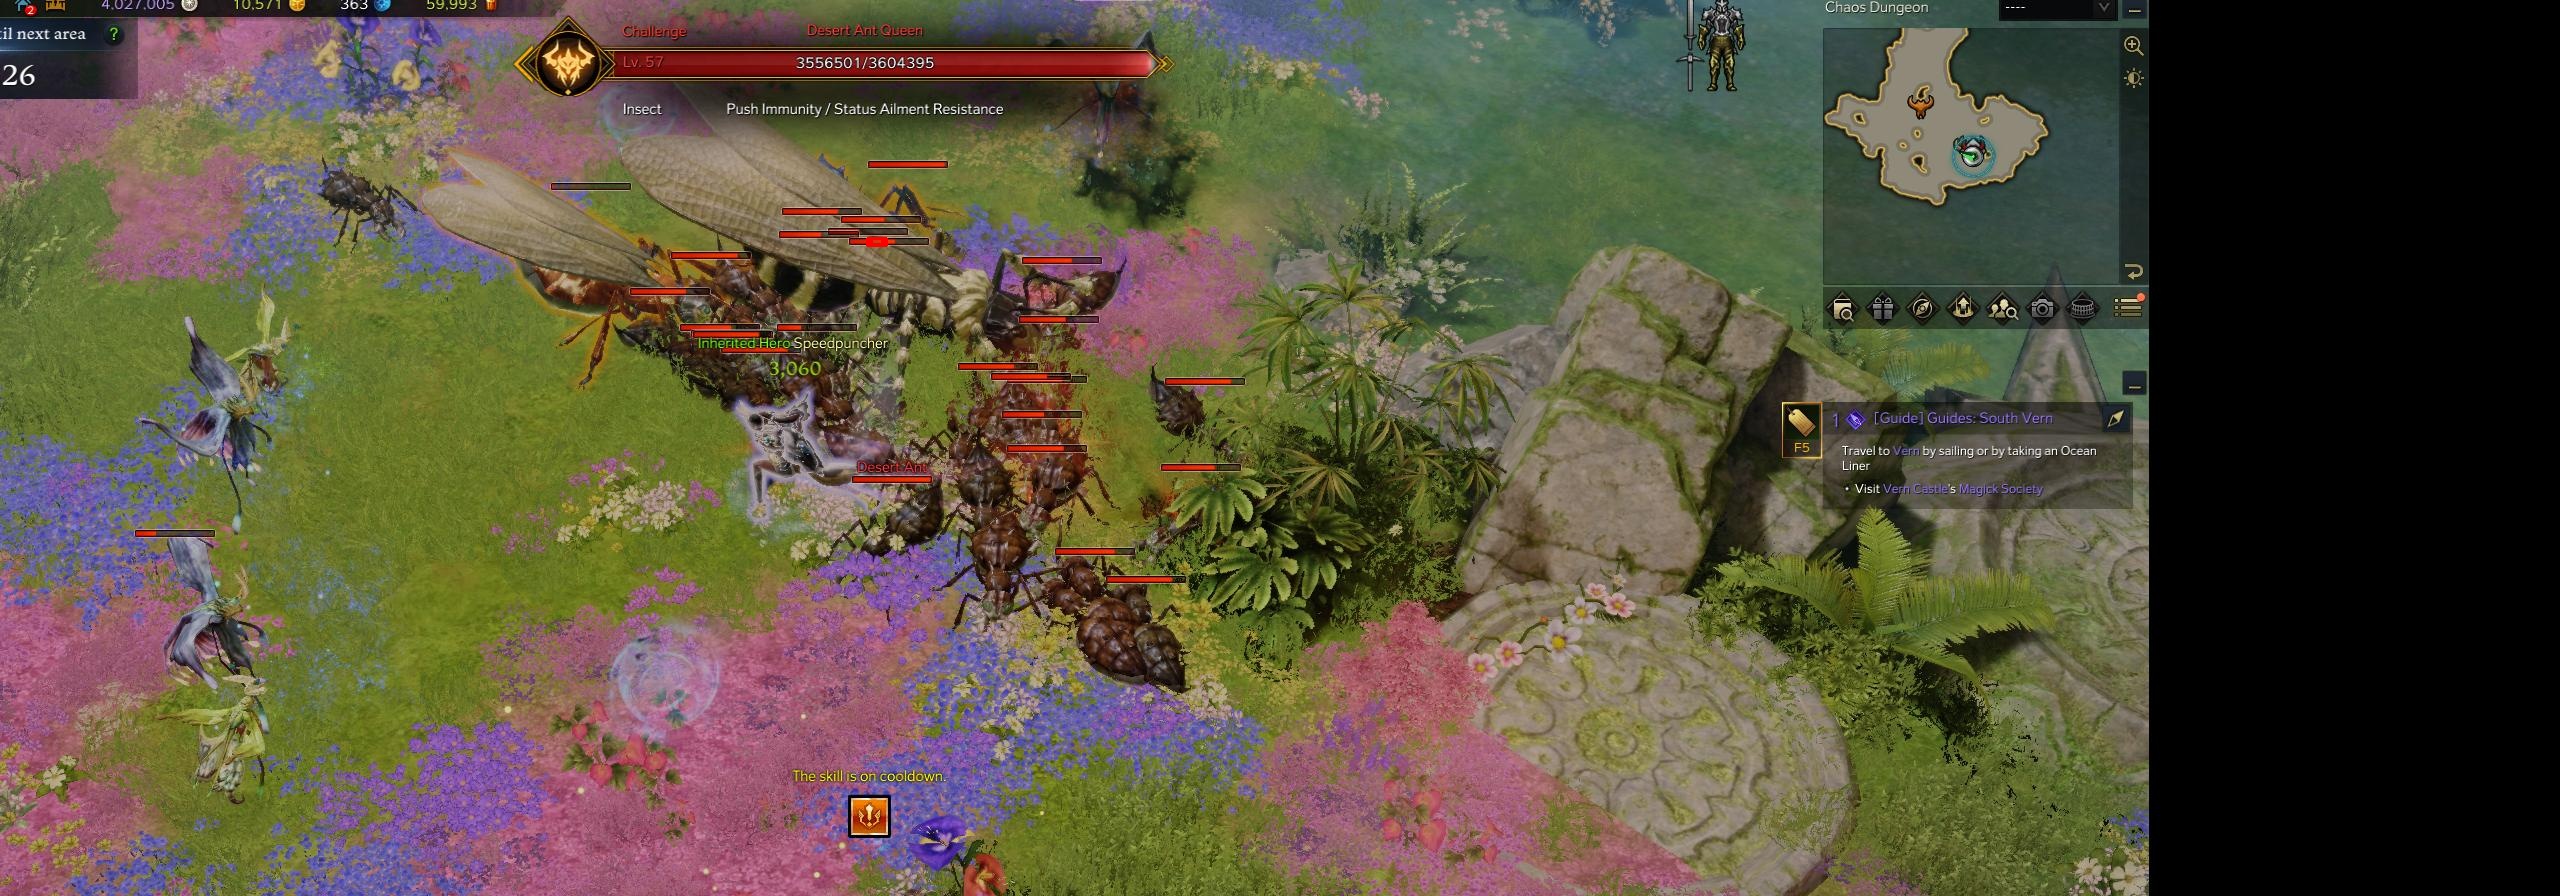 2
4,027,005
10,571
363
59,993
til next area ?
26
Challenge
Desert Ant Queen
Lv. 57
3556501/3604395
Insect
Push Immunity / Status Ailment Resistance
Chaos Dungeon
----
Inherited Hero Speedpuncher
3,060
Desert Ant
F5
1 [Guide] Guides: South Vern
Travel to Vern by sailing or by taking an Ocean
Liner
• Visit Vern Castle's Magick Society
The skill is on cooldown.